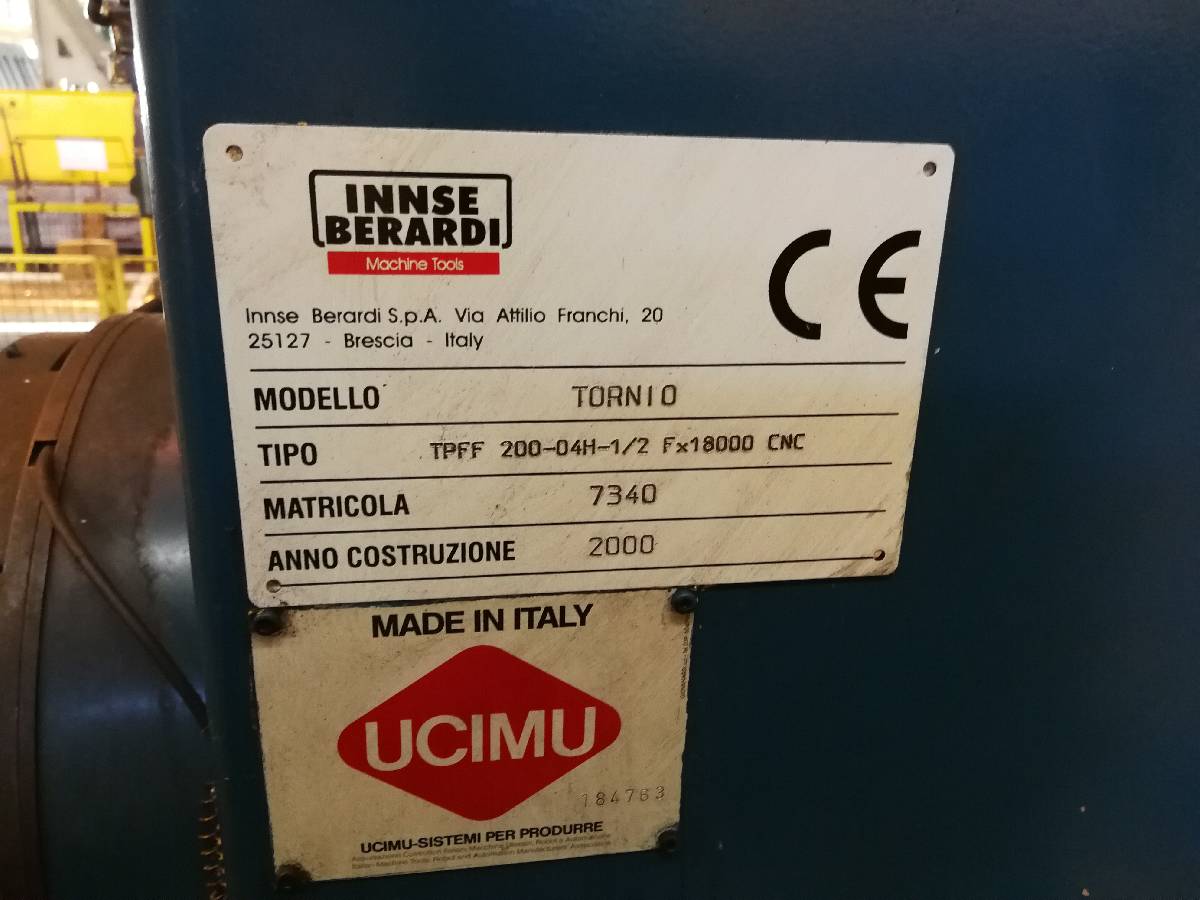 INNSE
BERARDI
Machine Tools
CE
Innse Berardi S.p.A. Via Attilio Franchi, 20
25127 - Brescia - Italy
MODELLO TORNIO
TIPO TPFF 200-04H-1/2 Fx18000 CNC
MATRICOLA 7340
ANNO COSTRUZIONE 2000
MADE IN ITALY
UCIMU
184763
UCIMU-SISTEMI PER PRODURRE